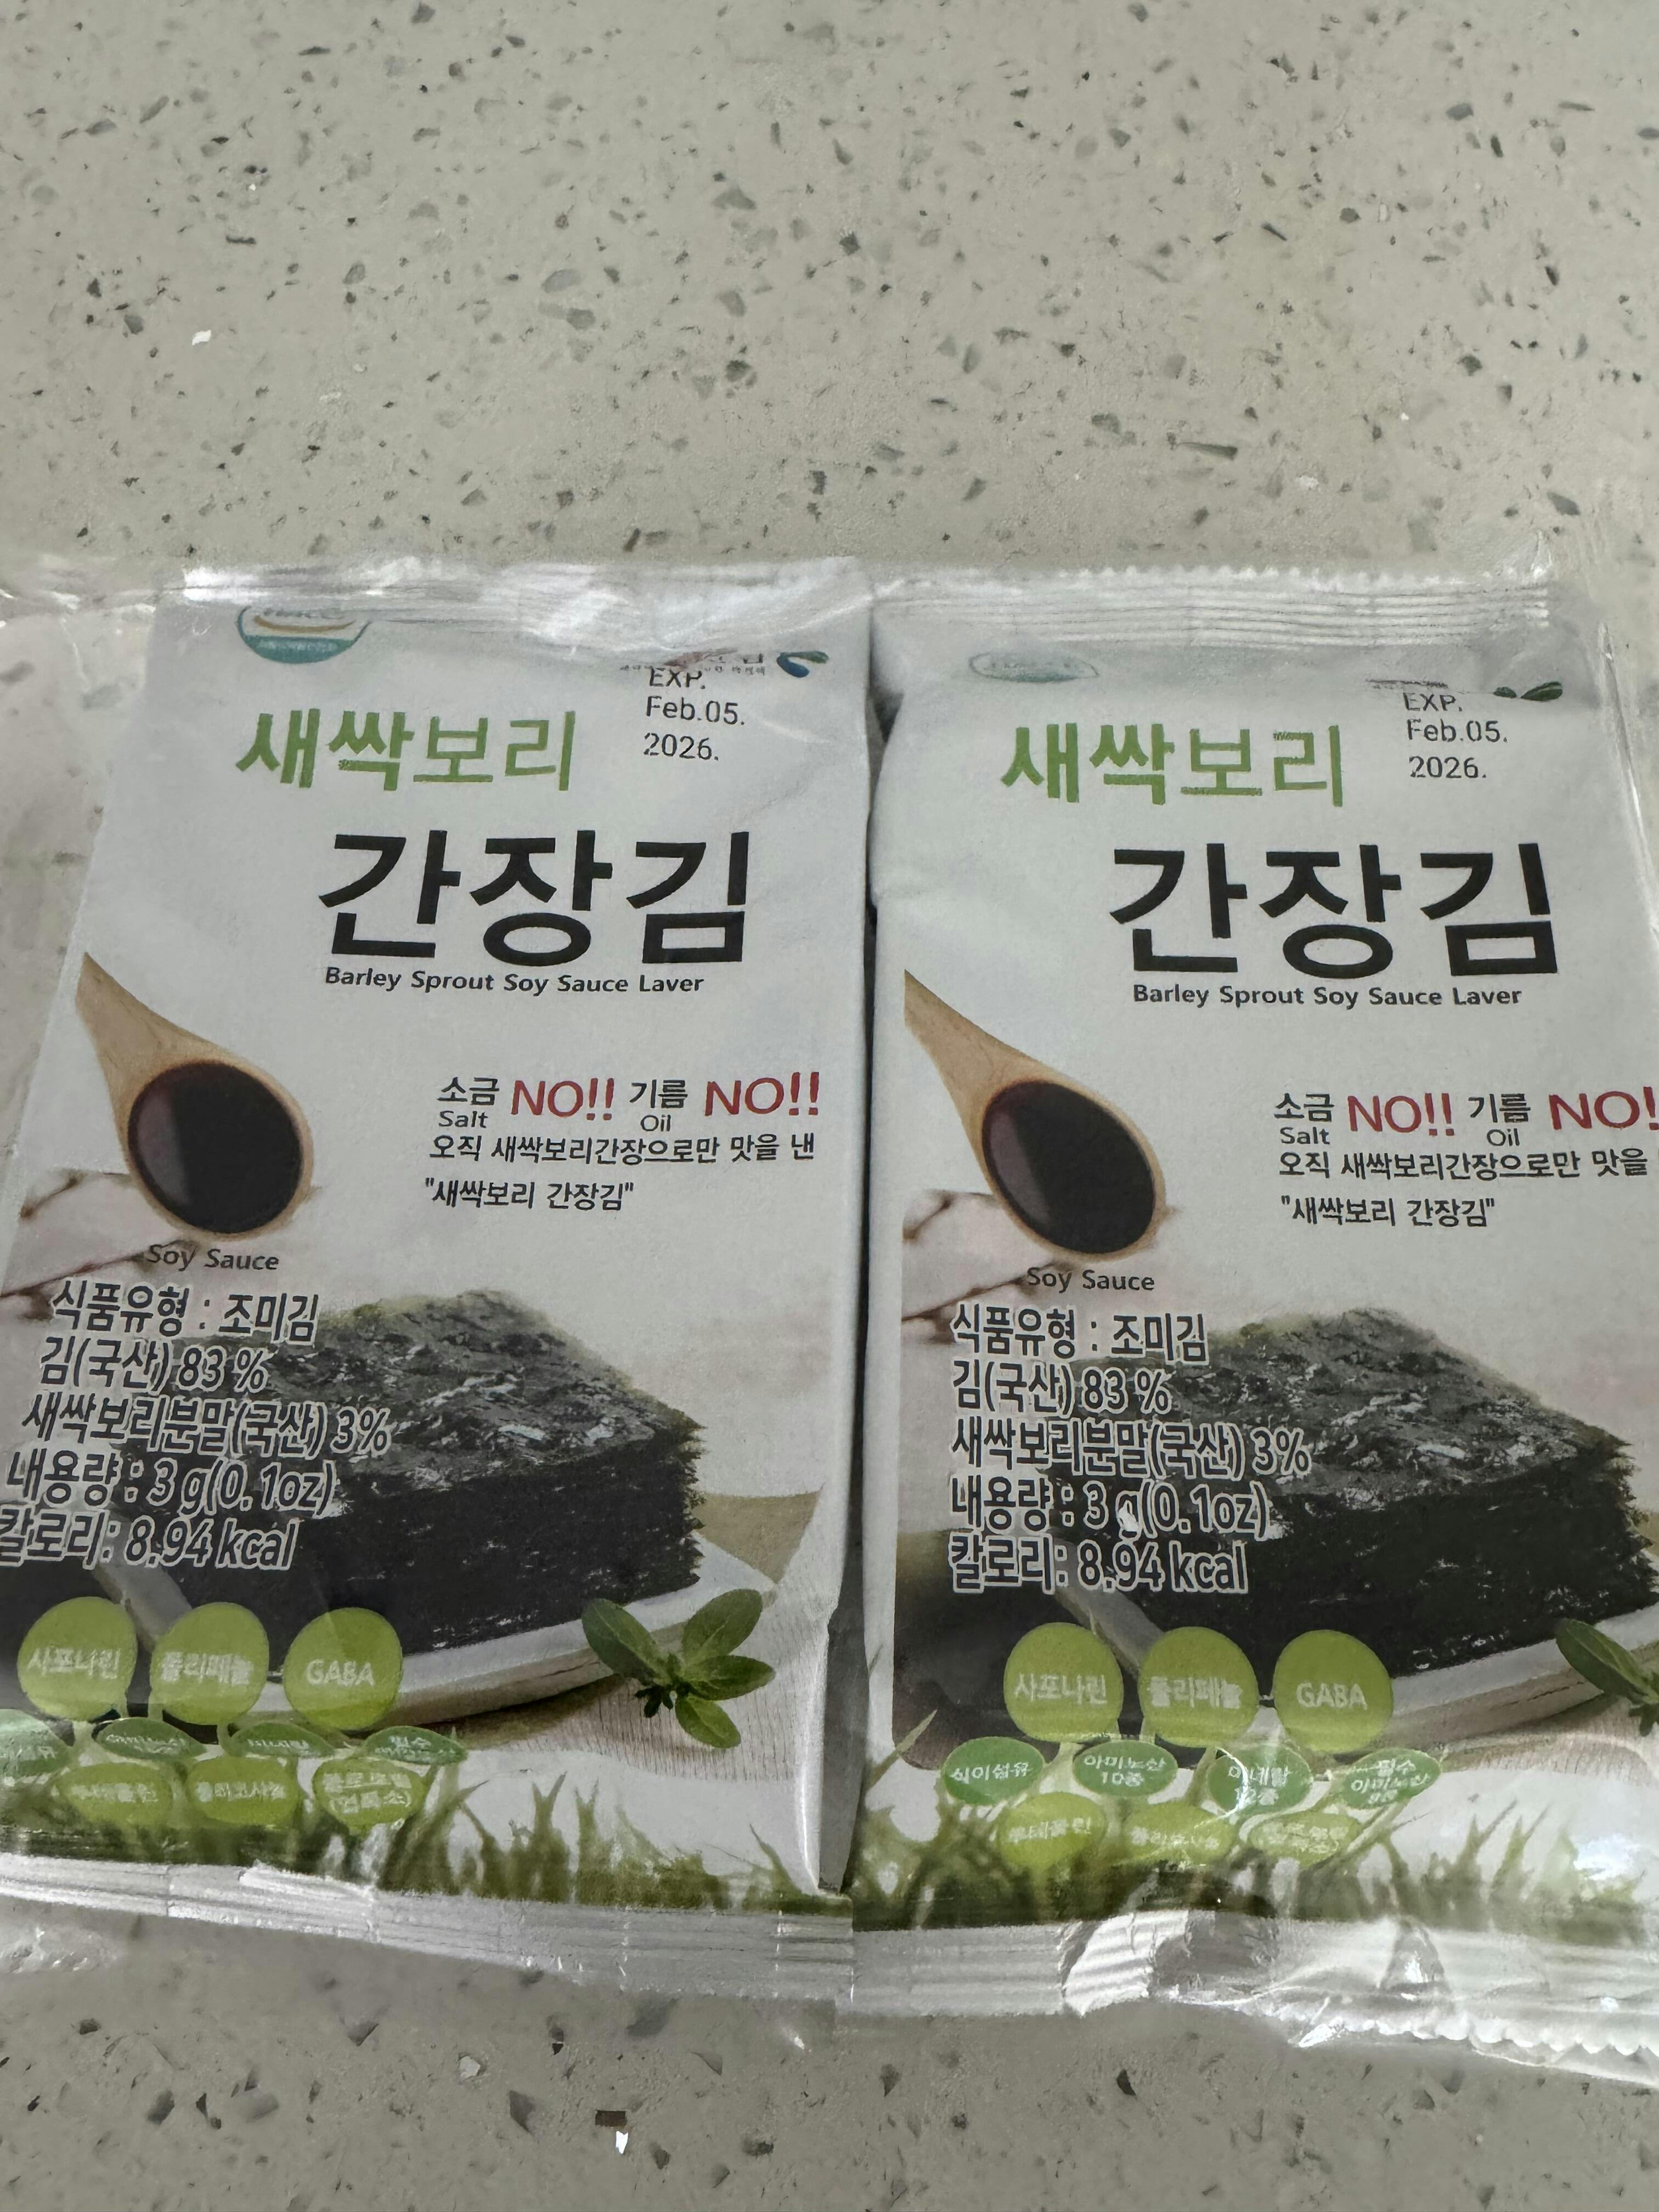 EXP.
Feb.05.
2026.
새싹보리
간장김
Barley Sprout Soy Sauce Laver
소금 NO!! 기름 NO!!
Salt Oil
오직 새싹보리간장으로만 맛을 낸
"새싹보리 간장김"
Soy Sauce
식품유형 : 조미김
김(국산) 83 %
새싹보리분말(국산) 3%
내용량 : 3 g(0.1oz)
칼로리: 8.94 kcal
사포나린 폴리페놀 GABA
EXP.
Feb.05.
2026.
새싹보리
간장김
Barley Sprout Soy Sauce Laver
소금 NO!! 기름 NO!
Salt Oil
오직 새싹보리간장으로만 맛을
"새싹보리 간장김"
Soy Sauce
식품유형 : 조미김
김(국산) 83 %
새싹보리분말(국산) 3%
내용량 : 3 g(0.1oz)
칼로리: 8.94 kcal
사포나린 폴리페놀 GABA
식이섬유 아미노산 미네랄 필수